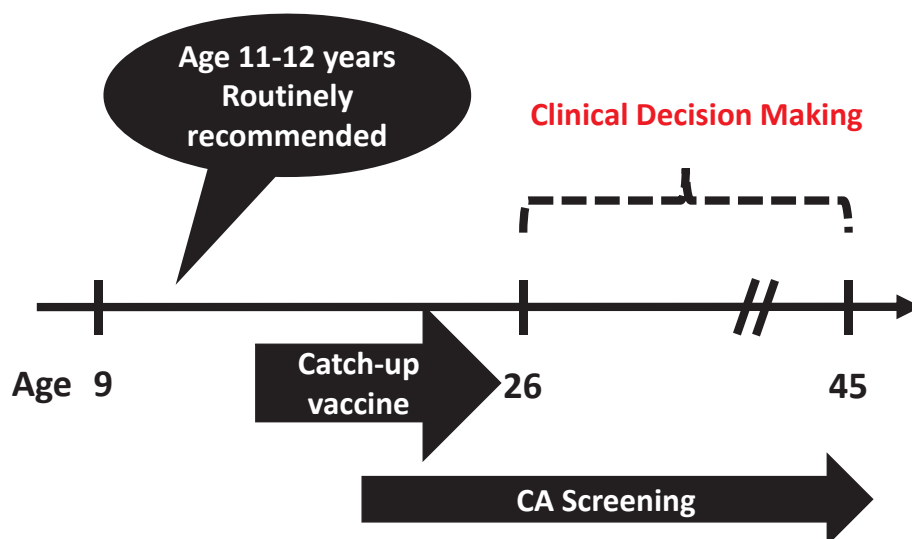 Age 11-12 years
Routinely
recommended
Clinical Decision Making
Catch-up
vaccine
Age 9
26
45
CA Screening